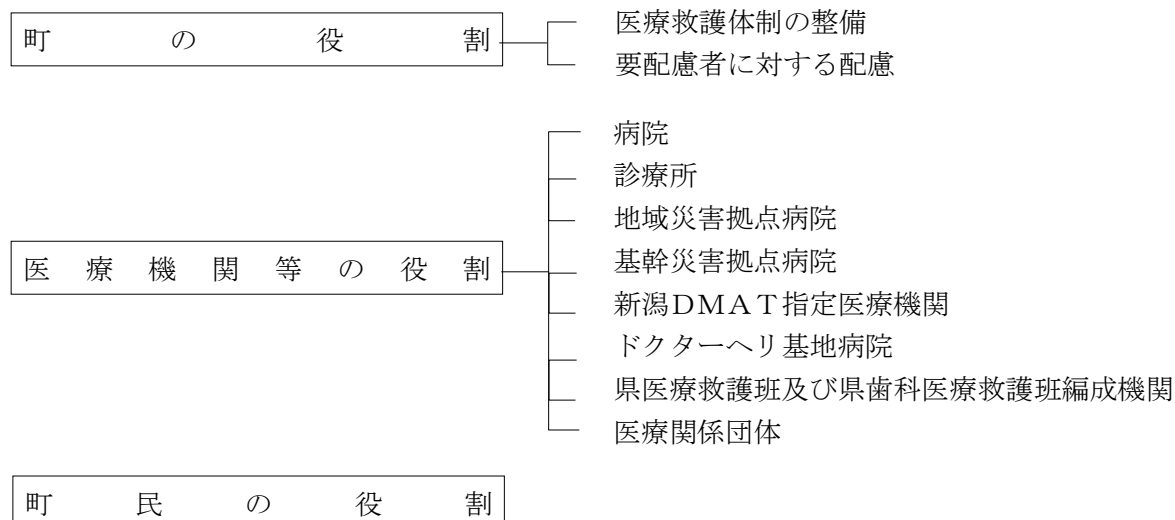 町の役割
医療救護体制の整備
要配慮者に対する配慮
医療機関等の役割
病院
診療所
地域災害拠点病院
基幹災害拠点病院
新潟DMAT指定医療機関
ドクターヘリ基地病院
県医療救護班及び県歯科医療救護班編成機関
医療関係団体
町民の役割